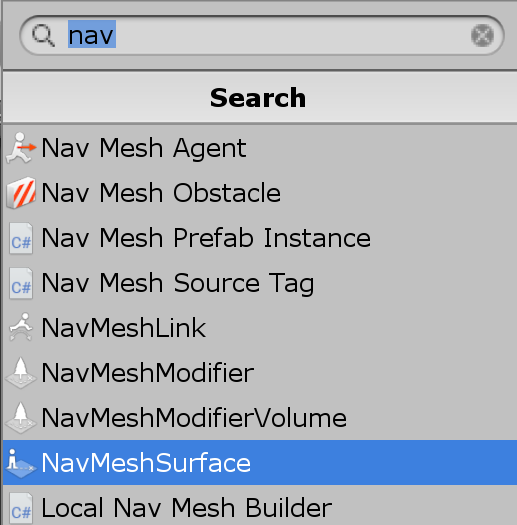 nav
Search
Nav Mesh Agent
Nav Mesh Obstacle
C# Nav Mesh Prefab Instance
C# Nav Mesh Source Tag
NavMeshLink
NavMeshModifier
NavMeshModifierVolume
NavMeshSurface
C# Local Nav Mesh Builder